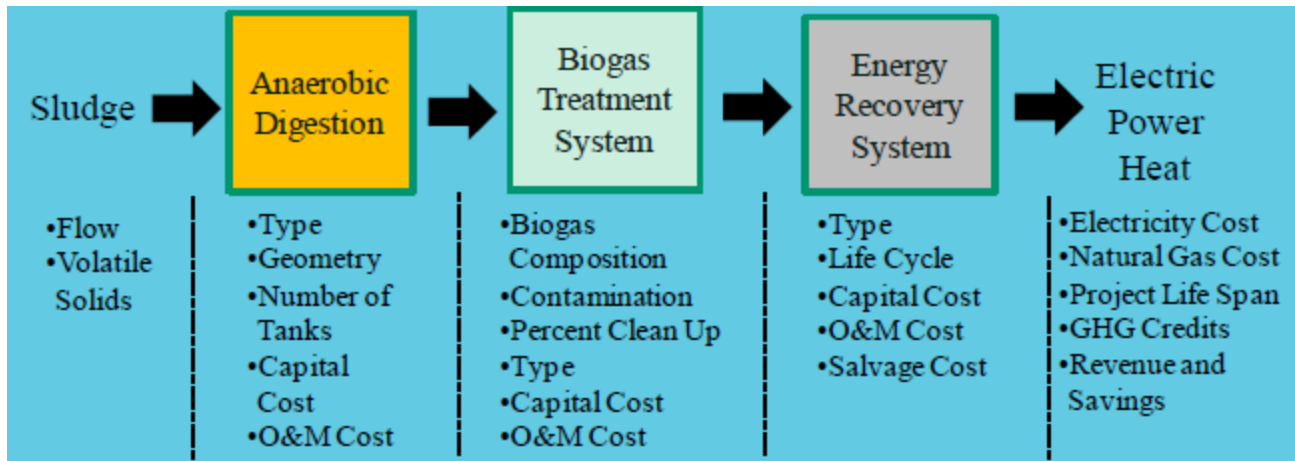 Sludge
Anaerobic
Digestion
Biogas
Treatment
System
Energy
Recovery
System
Electric
Power
Heat
•Flow
•Volatile
Solids
•Type
•Geometry
•Number of
Tanks
•Capital
Cost
•O&M Cost
•Biogas
Composition
•Contamination
•Percent Clean Up
•Type
•Capital Cost
•O&M Cost
•Type
•Life Cycle
•Capital Cost
•O&M Cost
•Salvage Cost
•Electricity Cost
•Natural Gas Cost
•Project Life Span
•GHG Credits
•Revenue and
Savings